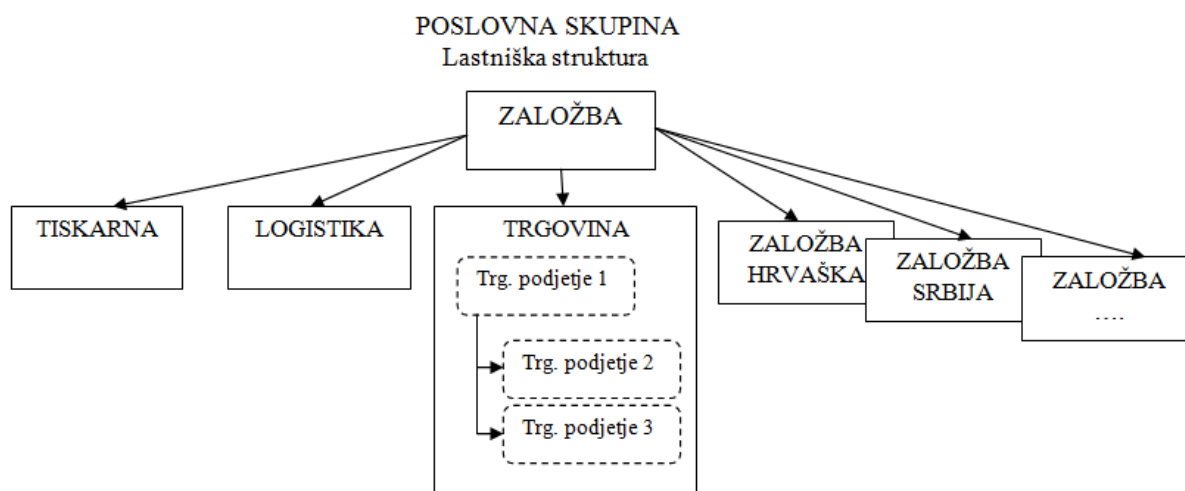 POSLOVNA SKUPINA
Lastniška struktura
ZALOŽBA
TISKARNA
LOGISTIKA
TRGOVINA
Trg. podjetje 1
Trg. podjetje 2
Trg. podjetje 3
ZALOŽBA
HRVAŠKA
ZALOŽBA
SRBIJA
ZALOŽBA
....